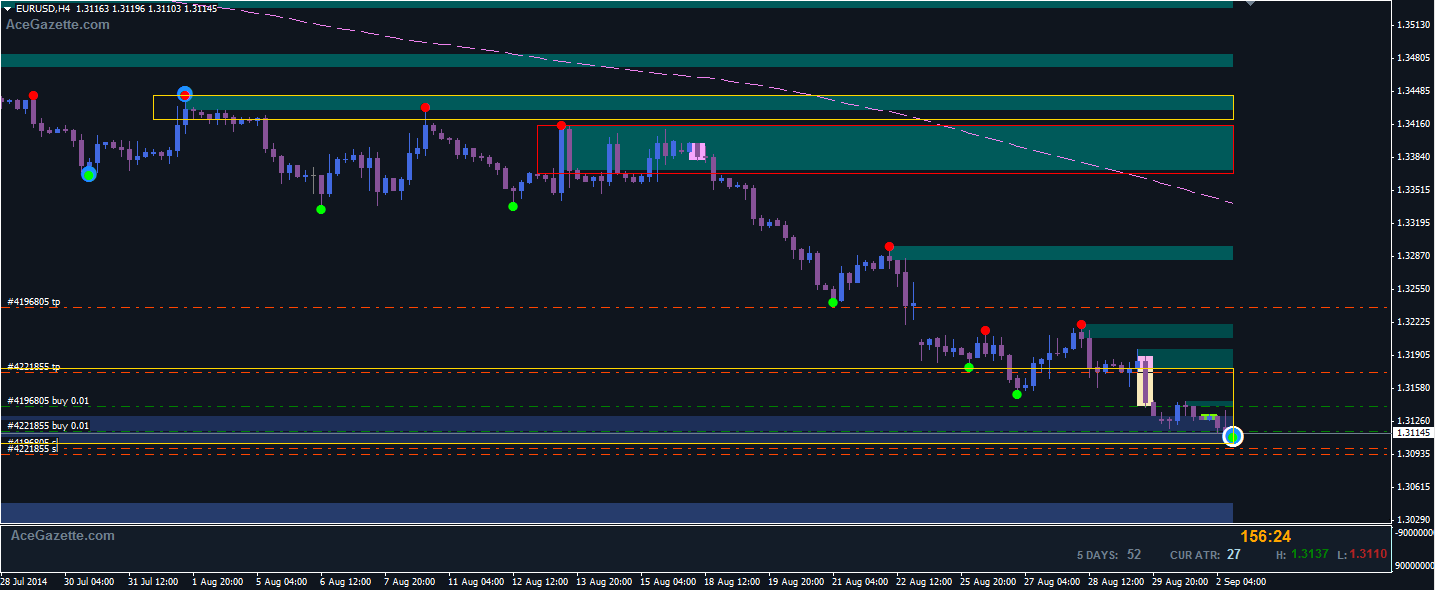 EURUSD,H4 1.31163 1.31196 1.31103 1.31145
AceGazette.com
1.35130
1.34805
1.34485
1.34160
1.33840
1.33515
1.33195
1.32870
1.32550
1.32225
1.31905
1.31580
1.31260
1.31145
1.30935
1.30615
1.30290
#4196805 tp
#4221855 tp
#4196805 buy 0.01
#4221855 buy 0.01
#4196805 sl
#4221855 sl
AceGazette.com
156:24
5 DAYS: 52 CUR ATR: 27 H: 1.3137 L: 1.3110
-9000000
90000000
28 Jul 2014 30 Jul 04:00 31 Jul 12:00 1 Aug 20:00 5 Aug 04:00 6 Aug 12:00 7 Aug 20:00 11 Aug 04:00 12 Aug 12:00 13 Aug 20:00 15 Aug 04:00 18 Aug 12:00 19 Aug 20:00 21 Aug 04:00 22 Aug 12:00 25 Aug 20:00 27 Aug 04:00 28 Aug 12:00 29 Aug 20:00 2 Sep 04:00